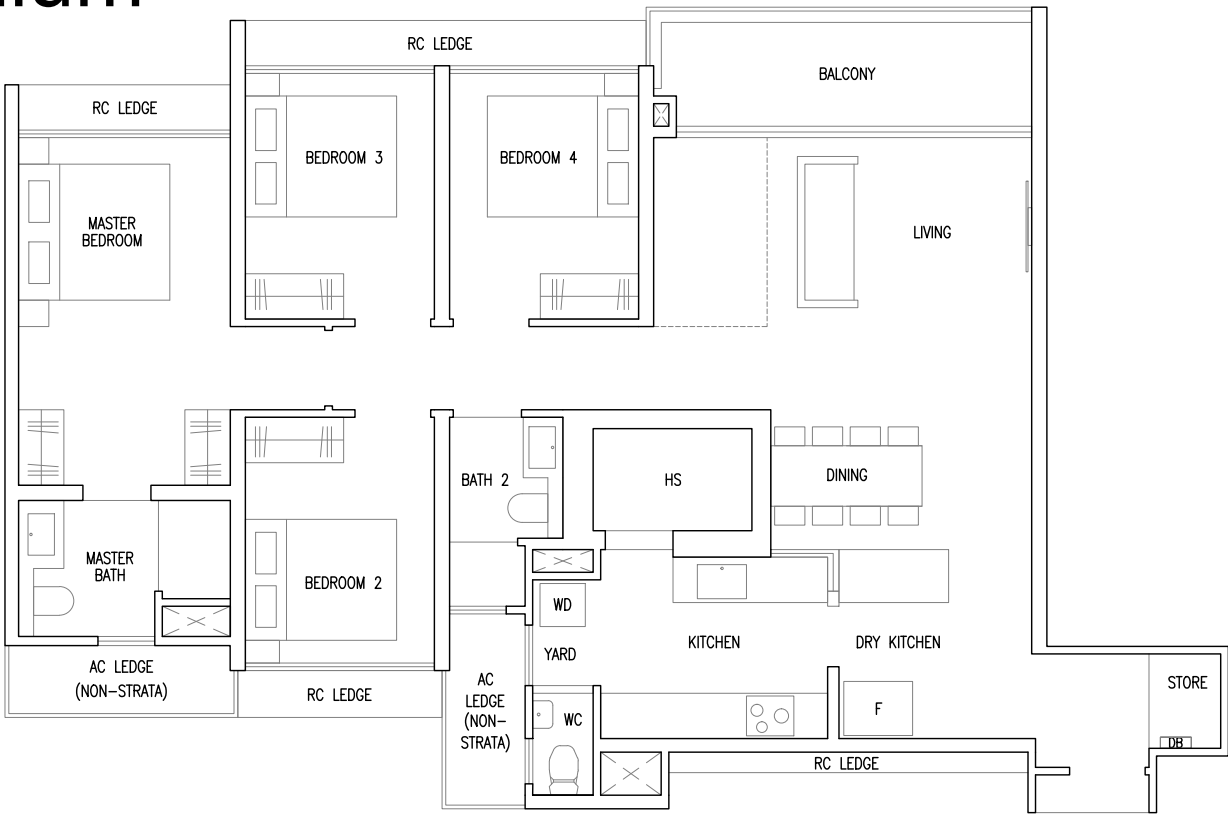 RC LEDGE
BALCONY
RC LEDGE
BEDROOM 3
BEDROOM 4
MASTER
BEDROOM
LIVING
BATH 2
HS
DINING
MASTER
BATH
BEDROOM 2
WD
YARD
KITCHEN
DRY KITCHEN
AC LEDGE
(NON-STRATA)
RC LEDGE
AC
LEDGE
(NON-
STRATA)
WC
F
STORE
DB
RC LEDGE